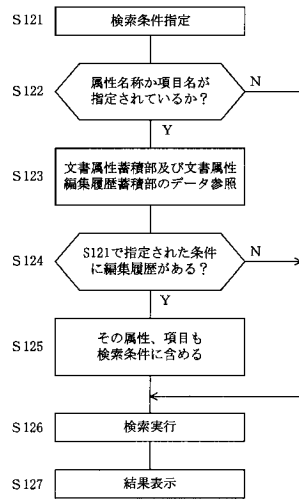 S121
検索条件指定
S122
属性名称か項目名が
指定されているか？
N
Y
S123
文書属性蓄積部及び文書属性
編集履歴蓄積部のデータ参照
S124
S121で指定された条件
に編集履歴がある？
N
Y
S125
その属性、項目も
検索条件に含める
S126
検索実行
S127
結果表示